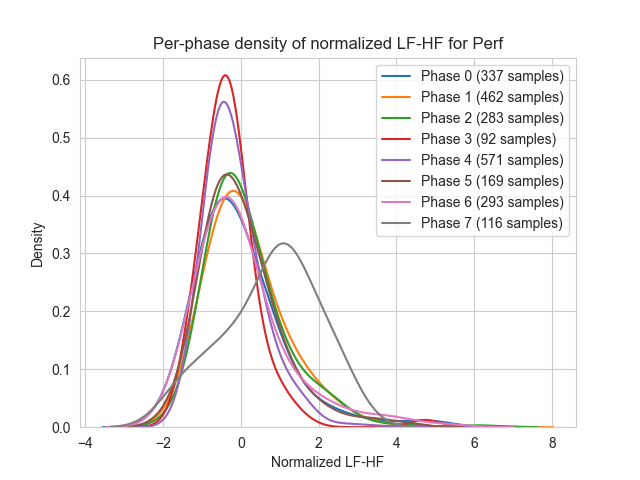 Per-phase density of normalized LF-HF for Perf
Phase 0 (337 samples)
Phase 1 (462 samples)
Phase 2 (283 samples)
Phase 3 (92 samples)
Phase 4 (571 samples)
Phase 5 (169 samples)
Phase 6 (293 samples)
Phase 7 (116 samples)
0.6
0.5
0.4
0.3
0.2
0.1
0.0
Density
−4 −2 0 2 4 6 8
Normalized LF-HF